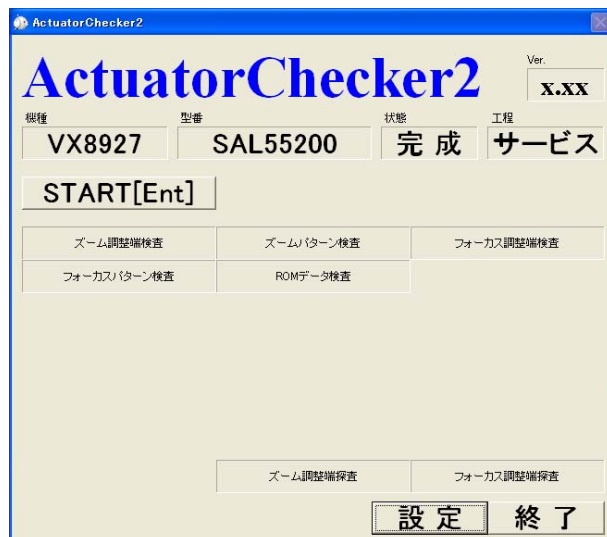 ActuatorChecker2
ActuatorChecker2
Ver.
x.xx
機種
型番
状態
工程
VX8927
SAL55200
完成
サービス
START[Ent]
ズーム調整端検査
ズームパターン検査
フォーカス調整端検査
フォーカスパターン検査
ROMデータ検査
ズーム調整端探査
フォーカス調整端探査
設定
終了